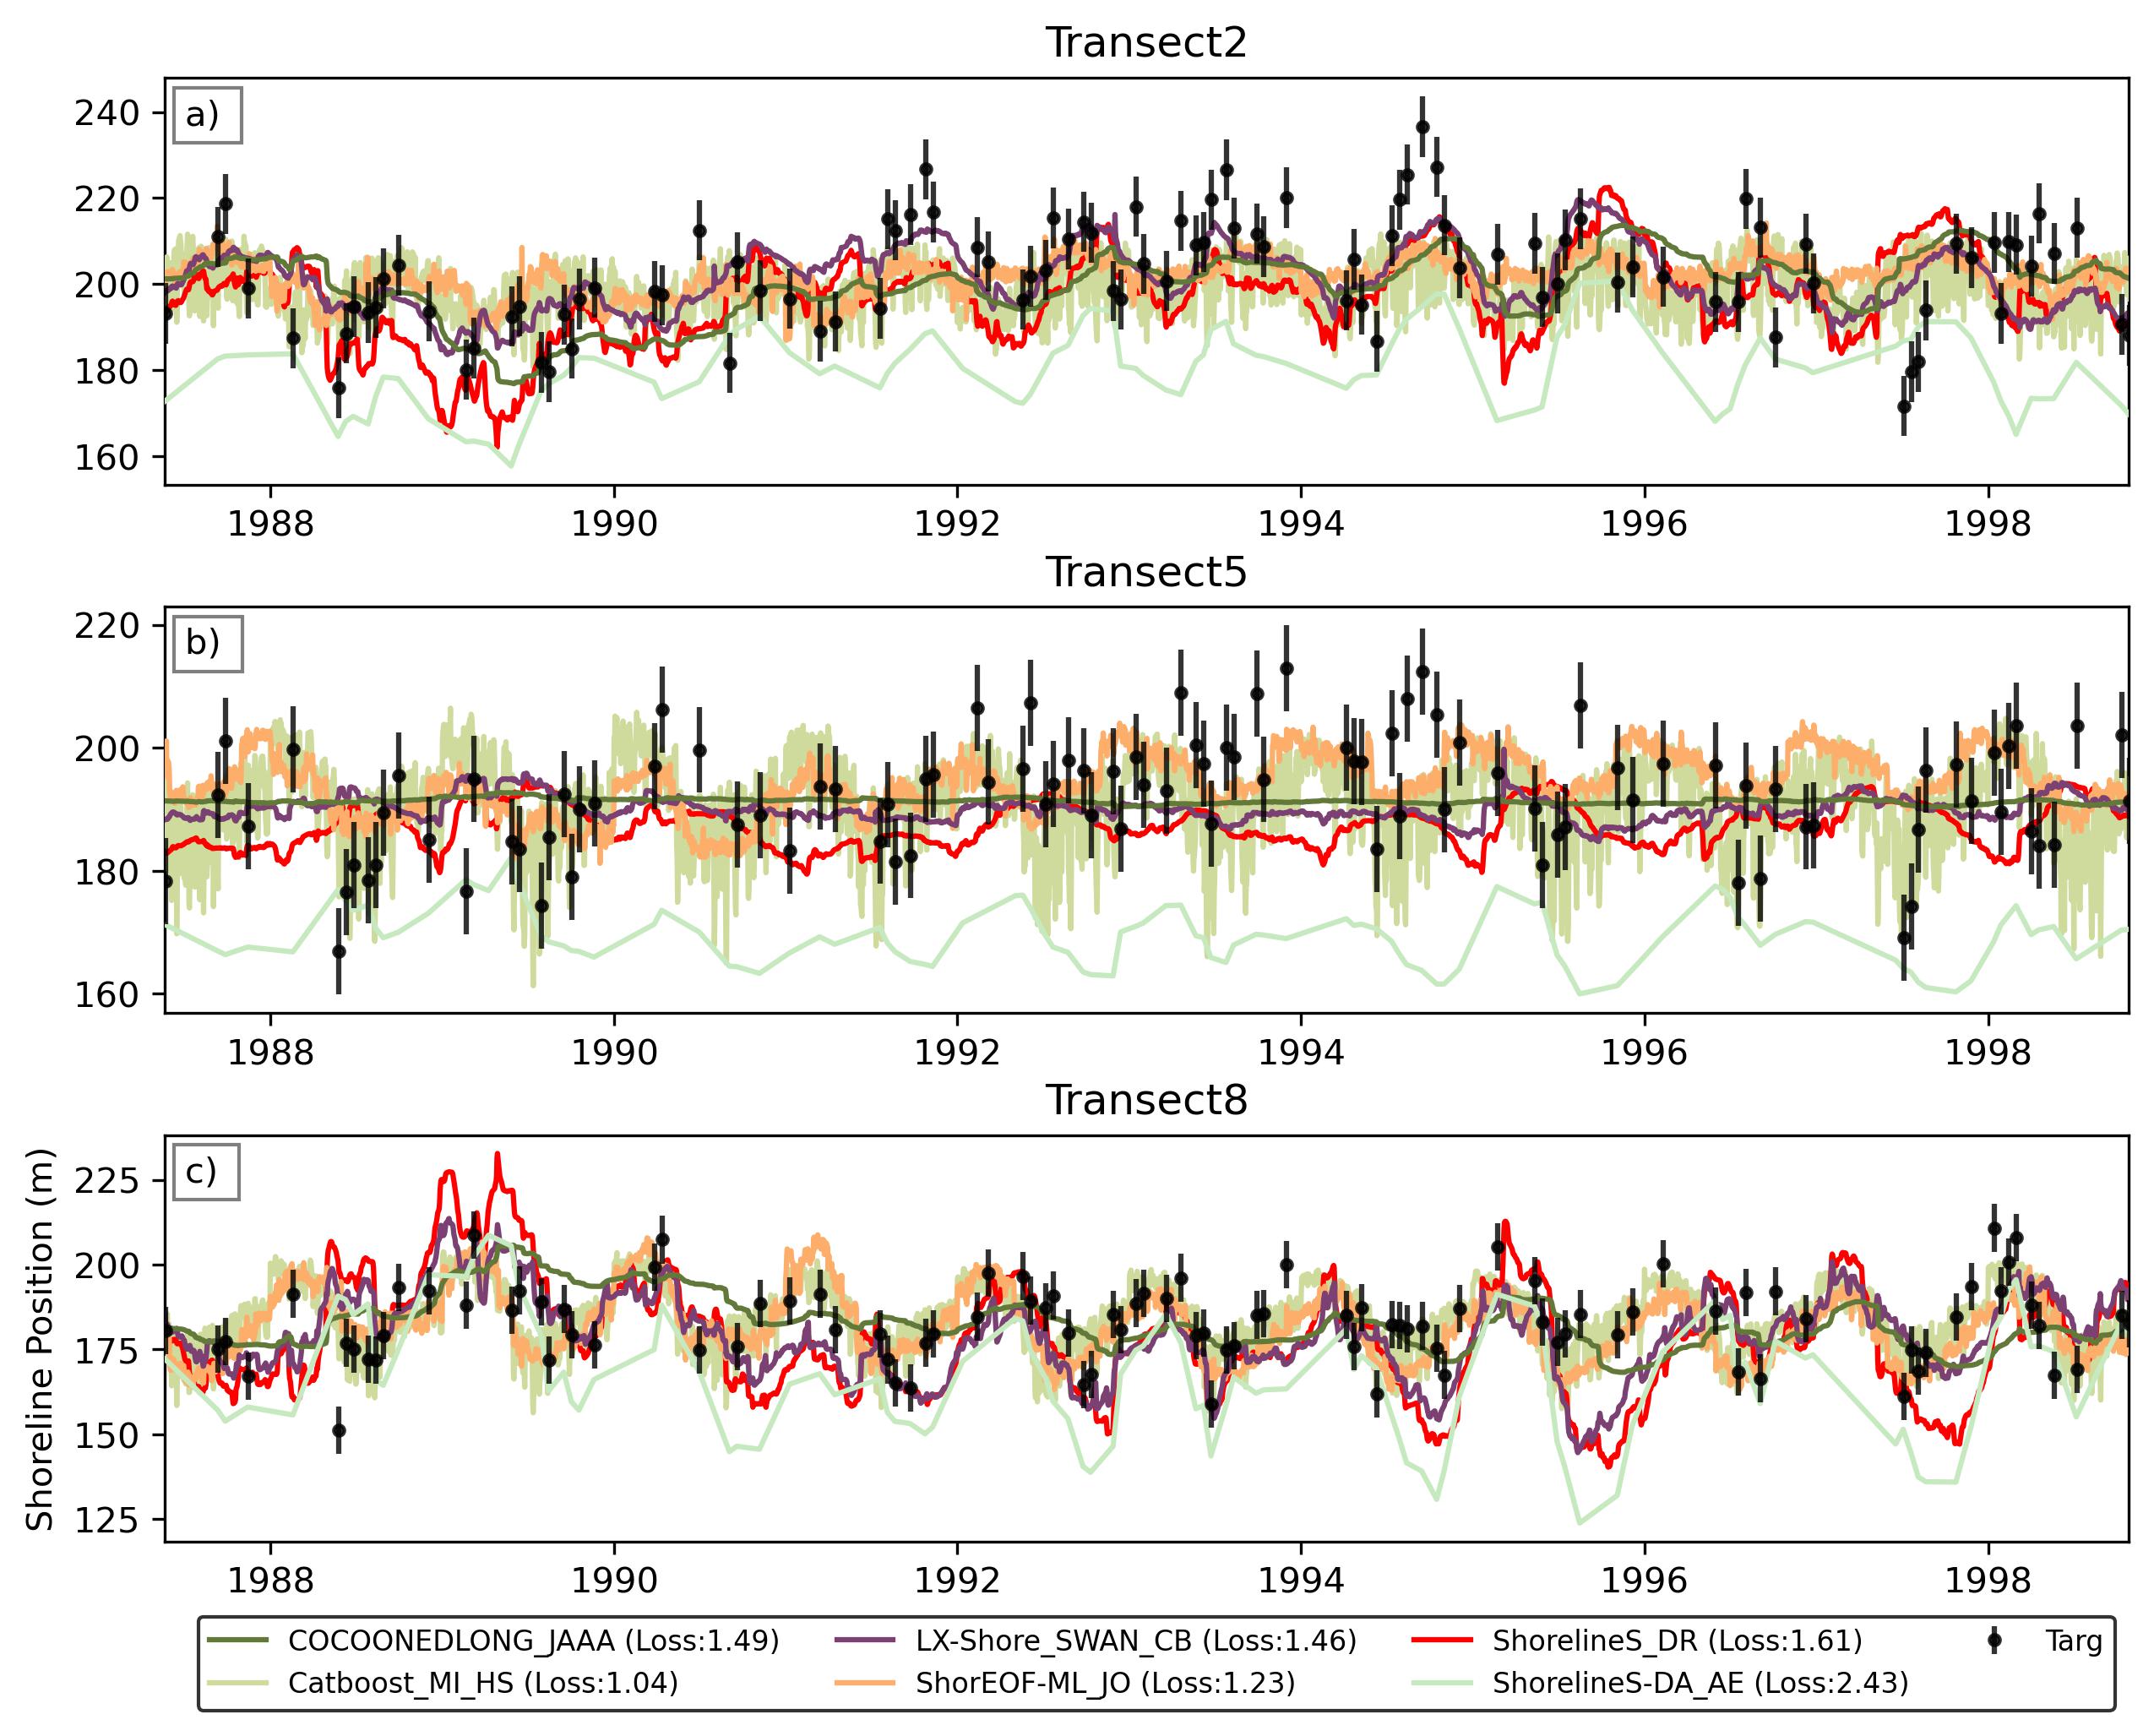 Transect2
a)
240
220
200
180
160
1988 1990 1992 1994 1996 1998
Transect5
b)
220
200
180
160
1988 1990 1992 1994 1996 1998
Transect8
c)
Shoreline Position (m)
225
200
175
150
125
1988 1990 1992 1994 1996 1998
COCOONEDLONG_JAAA (Loss:1.49) LX-Shore_SWAN_CB (Loss:1.46) ShorelineS_DR (Loss:1.61) Targ
Catboost_MI_HS (Loss:1.04) ShorEOF-ML_JO (Loss:1.23) ShorelineS-DA_AE (Loss:2.43)